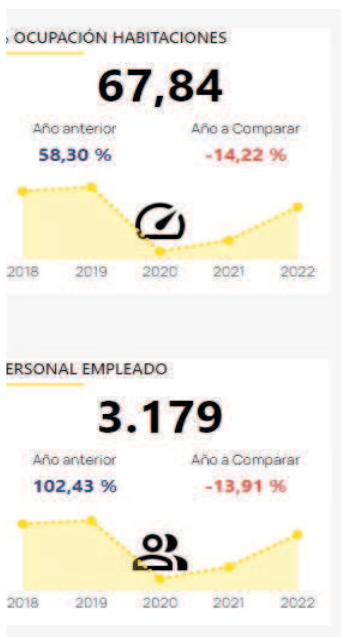 OCUPACIÓN HABITACIONES
67,84
Año anterior Año a Comparar
58,30 % -14,22 %
2018 2019 2020 2021 2022
ERSONAL EMPLEADO
3.179
Año anterior Año a Comparar
102,43 % -13,91 %
2018 2019 2020 2021 2022